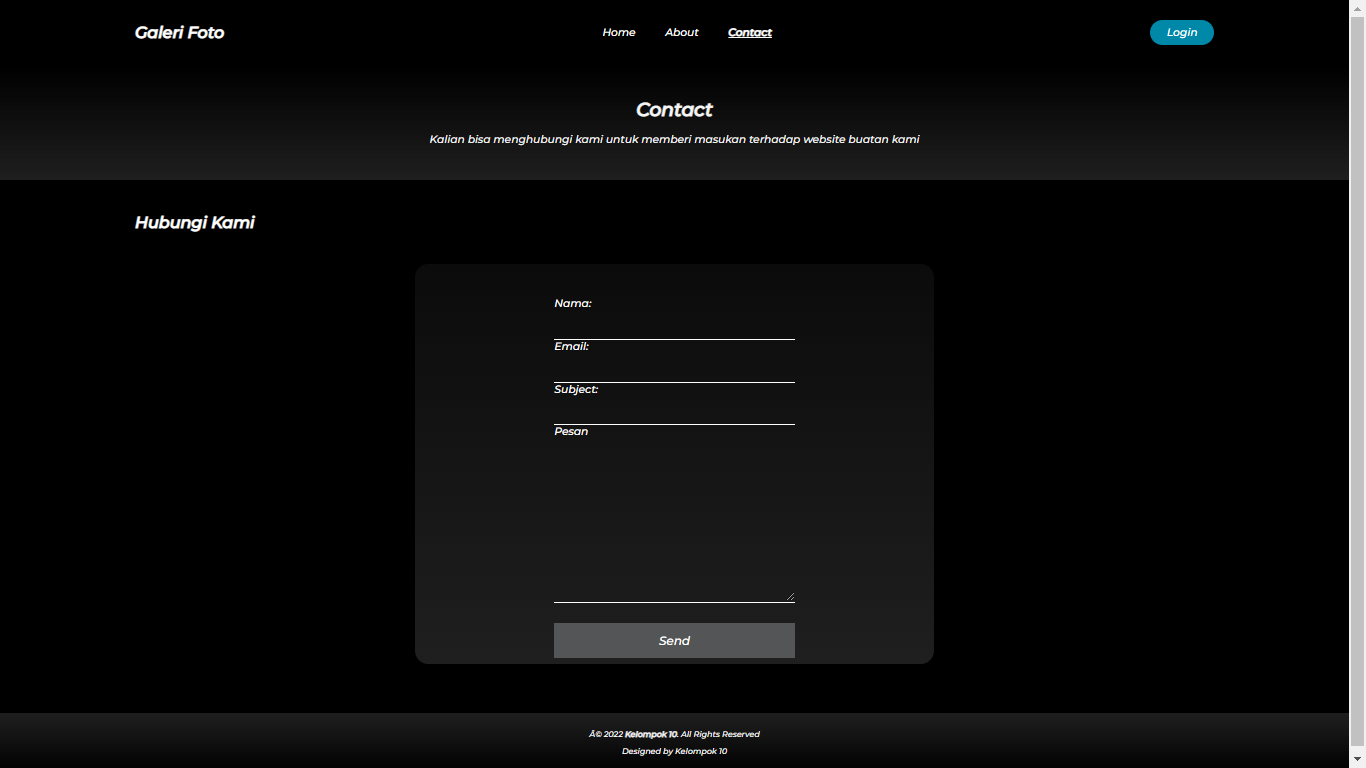 Galeri Foto Home About Contact Login
Contact
Kalian bisa menghubungi kami untuk memberi masukan terhadap website buatan kami
Hubungi Kami
Nama:
Email:
Subject:
Pesan
Send
Â© 2022 Kelompok 10. All Rights Reserved
Designed by Kelompok 10